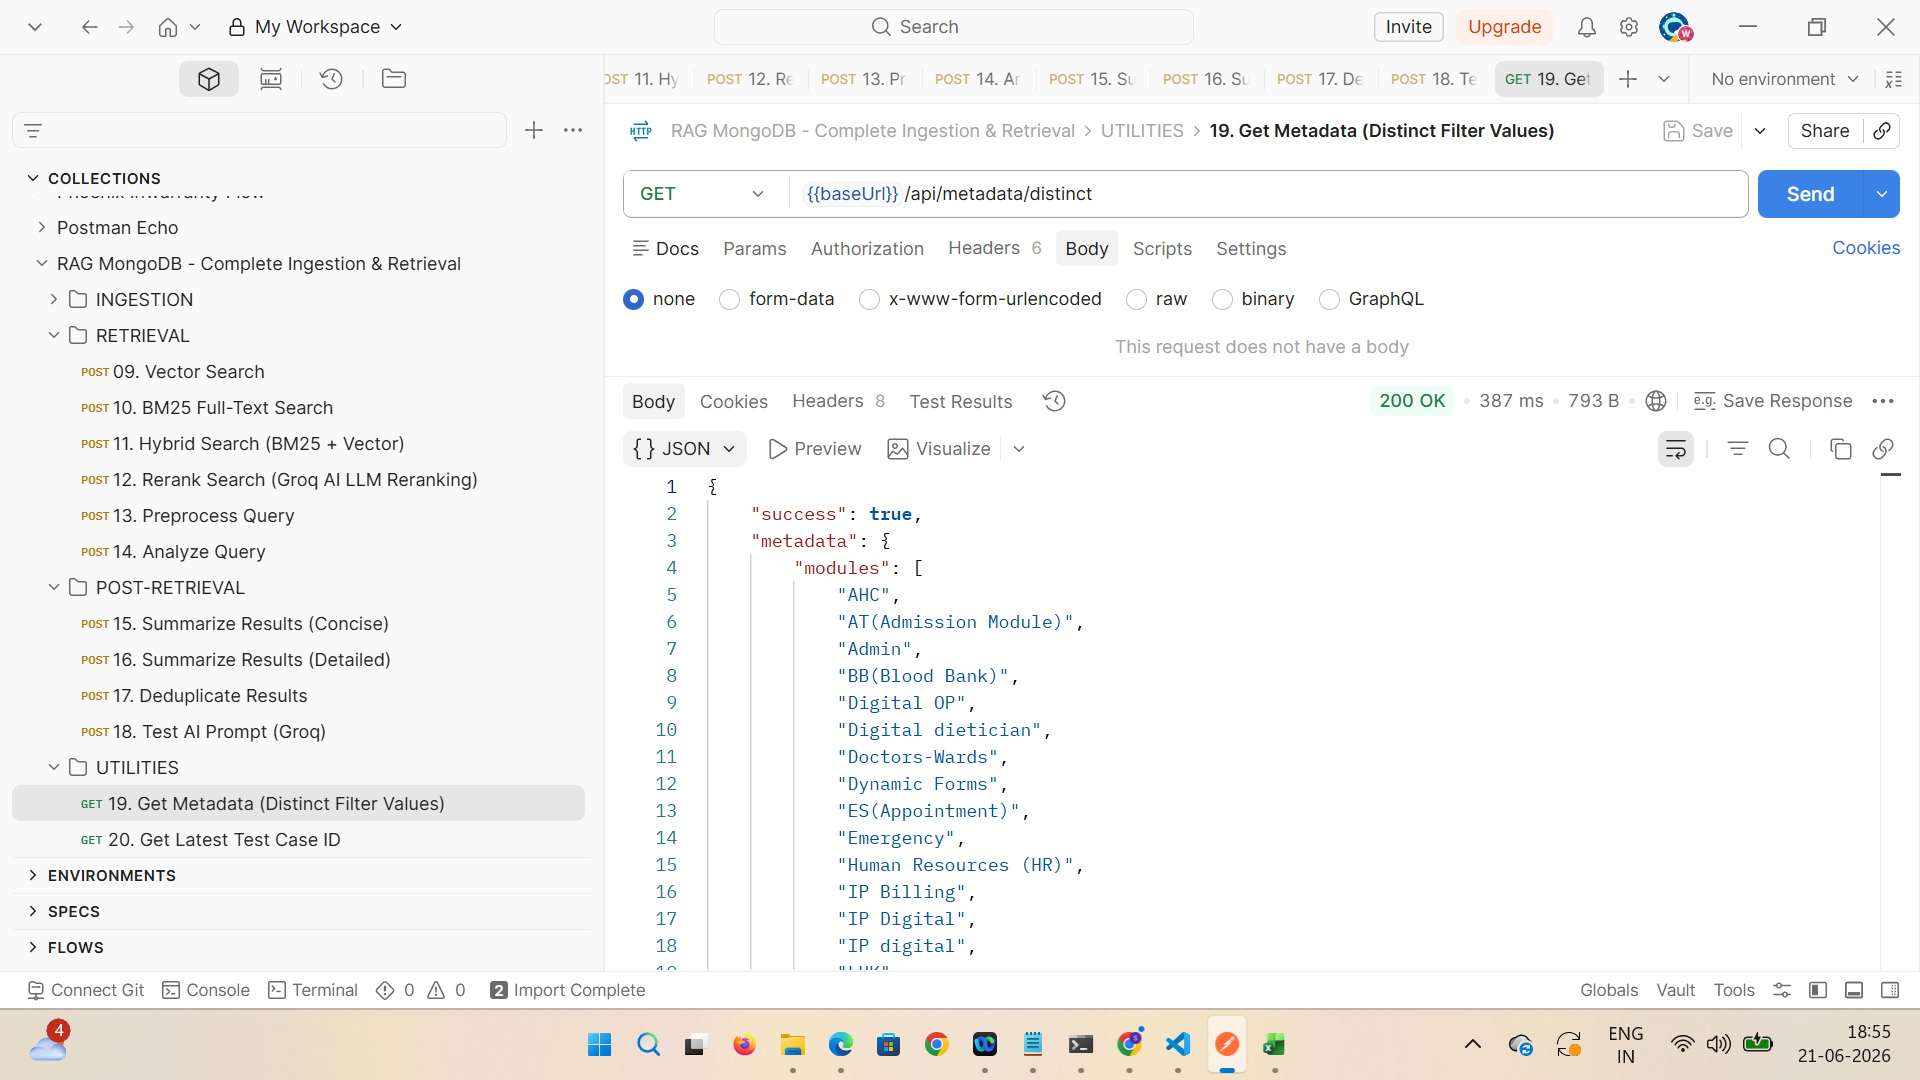 My Workspace
Search
Invite
Upgrade
11. Hy
POST 12. Re
POST 13. Pr
POST 14. Ar
POST 15. Su
POST 16. Su
POST 17. De
POST 18. Te
GET 19. Get
No environment
RAG MongoDB - Complete Ingestion & Retrieval > UTILITIES > 19. Get Metadata (Distinct Filter Values)
Save
Share
COLLECTIONS
Postman Echo
RAG MongoDB - Complete Ingestion & Retrieval
INGESTION
RETRIEVAL
POST 09. Vector Search
POST 10. BM25 Full-Text Search
POST 11. Hybrid Search (BM25 + Vector)
POST 12. Rerank Search (Groq AI LLM Reranking)
POST 13. Preprocess Query
POST 14. Analyze Query
POST-RETRIEVAL
POST 15. Summarize Results (Concise)
POST 16. Summarize Results (Detailed)
POST 17. Deduplicate Results
POST 18. Test AI Prompt (Groq)
UTILITIES
GET 19. Get Metadata (Distinct Filter Values)
GET 20. Get Latest Test Case ID
ENVIRONMENTS
SPECS
FLOWS
GET
{{baseUrl}} /api/metadata/distinct
Send
Docs Params Authorization Headers 6 Body Scripts Settings
Cookies
none form-data x-www-form-urlencoded raw binary GraphQL
This request does not have a body
Body Cookies Headers 8 Test Results
200 OK • 387 ms • 793 B
e.g. Save Response
{} JSON
Preview
Visualize
1 {
2 "success": true,
3 "metadata": {
4 "modules": [
5 "AHC",
6 "AT(Admission Module)",
7 "Admin",
8 "BB(Blood Bank)",
9 "Digital OP",
10 "Digital dietician",
11 "Doctors-Wards",
12 "Dynamic Forms",
13 "ES(Appointment)",
14 "Emergency",
15 "Human Resources (HR)",
16 "IP Billing",
17 "IP Digital",
18 "IP digital",
Connect Git
Console
Terminal
0
0
2 Import Complete
Globals
Vault
Tools
4
ENG
IN
18:55
21-06-2026